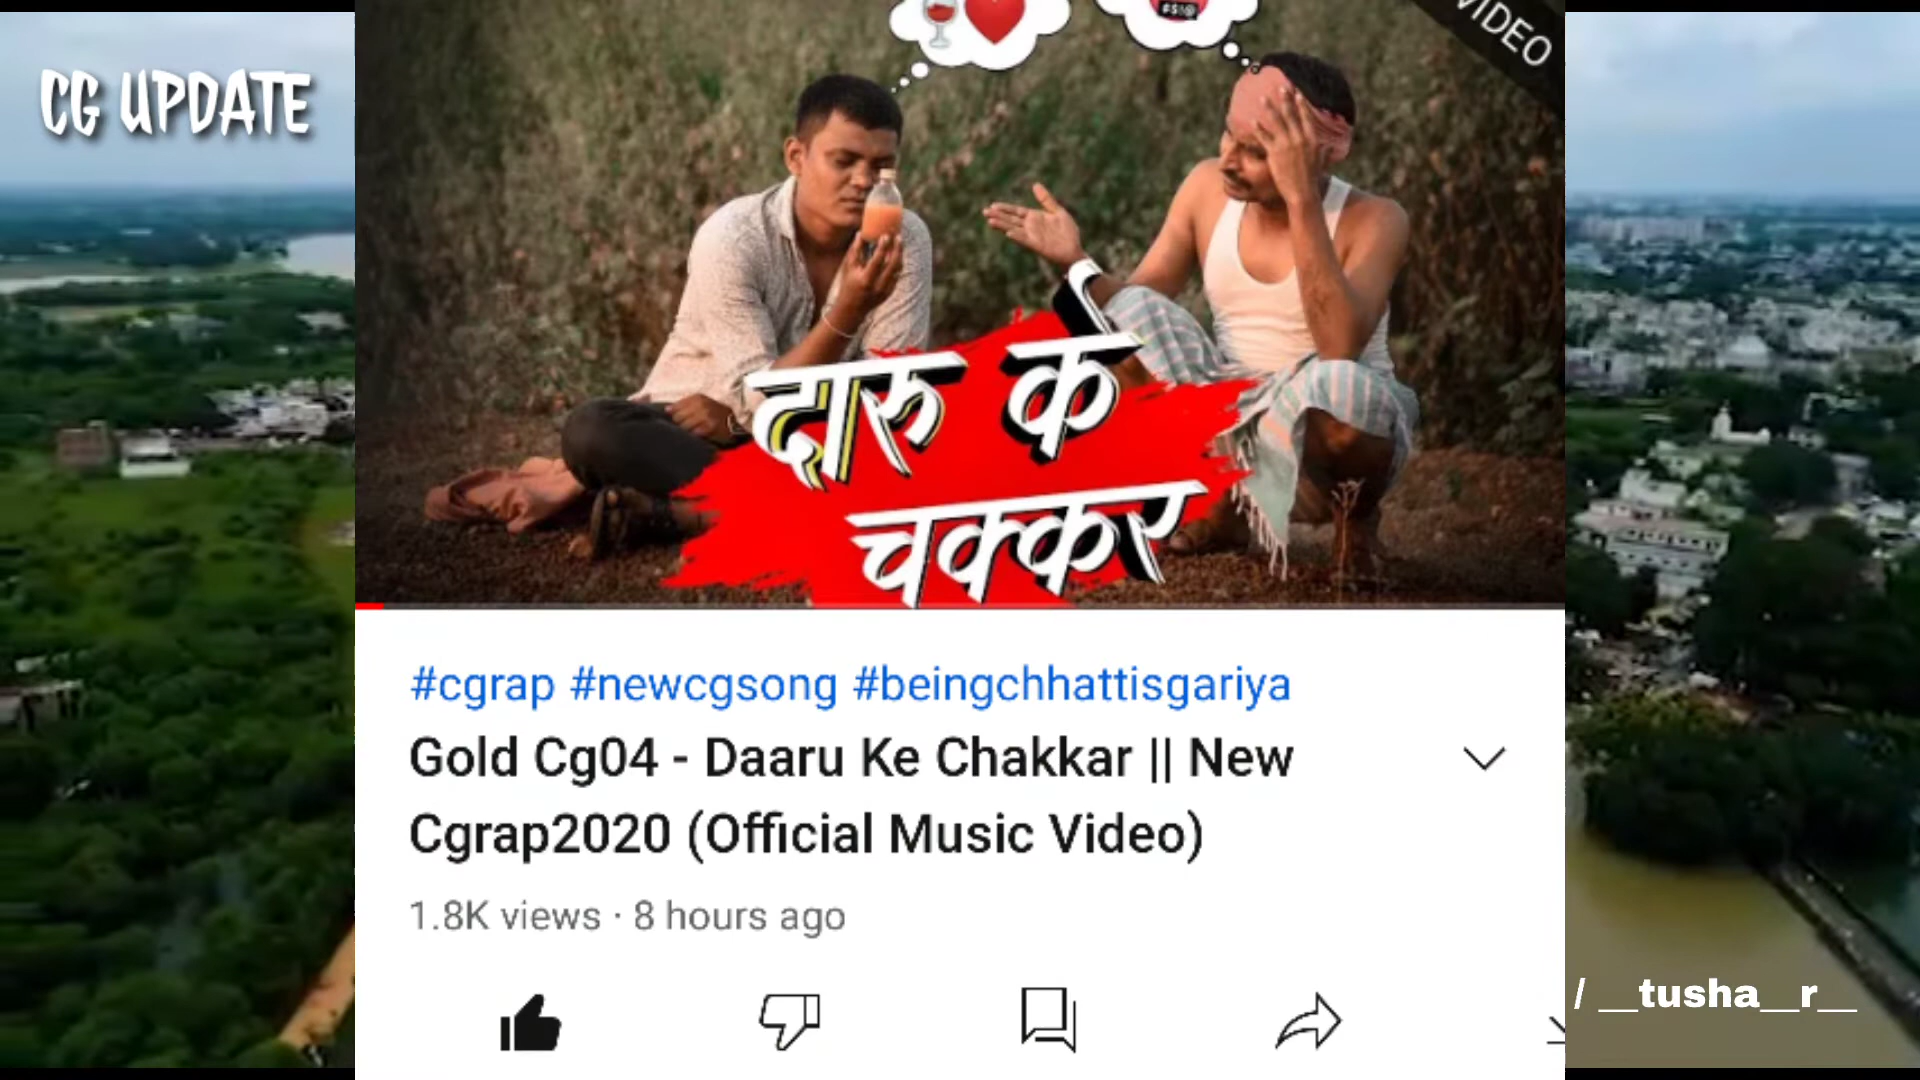 CG UPDATE
#$!@
VIDEO
दारु के
चक्कर
#cgrap #newcgsong #beingchhattisgariya
Gold Cg04 - Daaru Ke Chakkar || New
Cgrap2020 (Official Music Video)
1.8K views · 8 hours ago
/ __tusha__r__